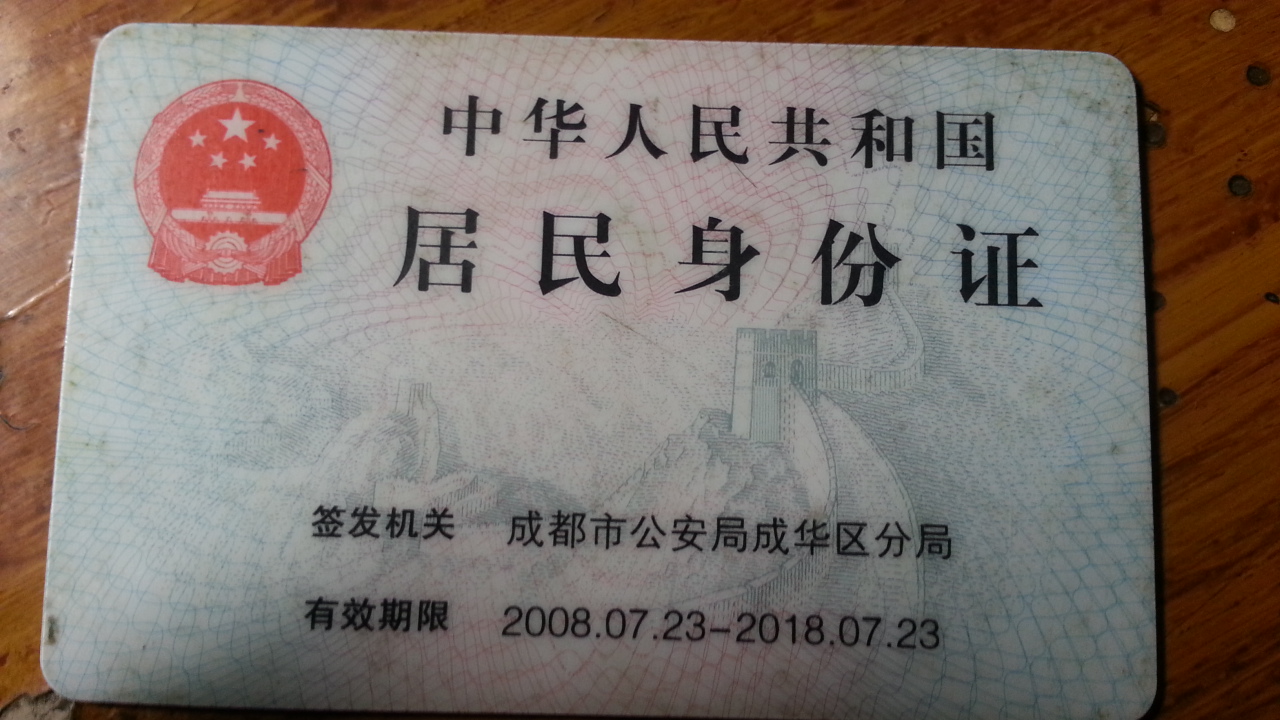 中华人民共和国
居民身份证
签发机关 成都市公安局成华区分局
有效期限 2008.07.23-2018.07.23